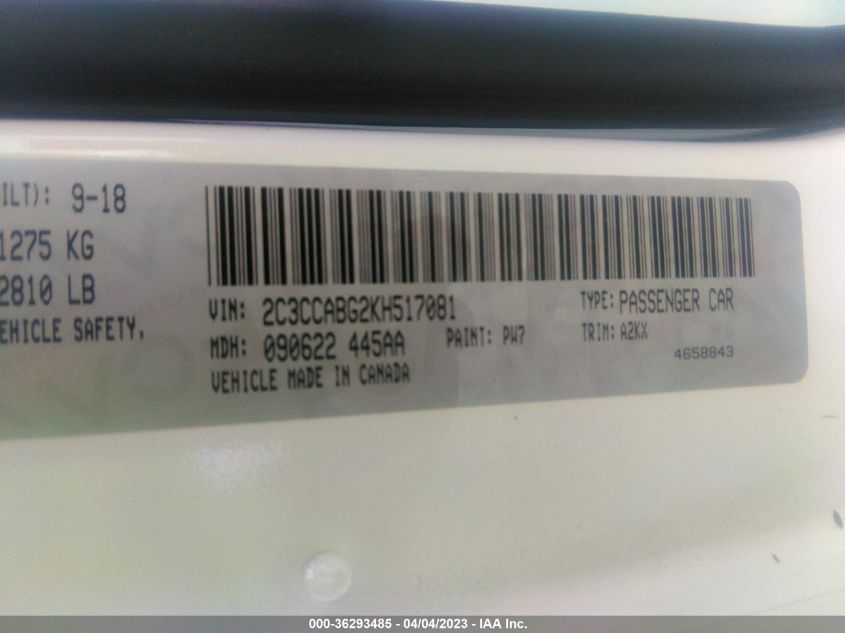 ILT): 9-18
1275 KG
2810 LB
EHICLE SAFETY.
VIN: 2C3CCABG2KH517081
TYPE: PASSENGER CAR
MDH: 090622 445AA
PAINT: PW7
TRIM: A2KX
VEHICLE MADE IN CANADA
4658843
000-36293485 - 04/04/2023 - IAA Inc.